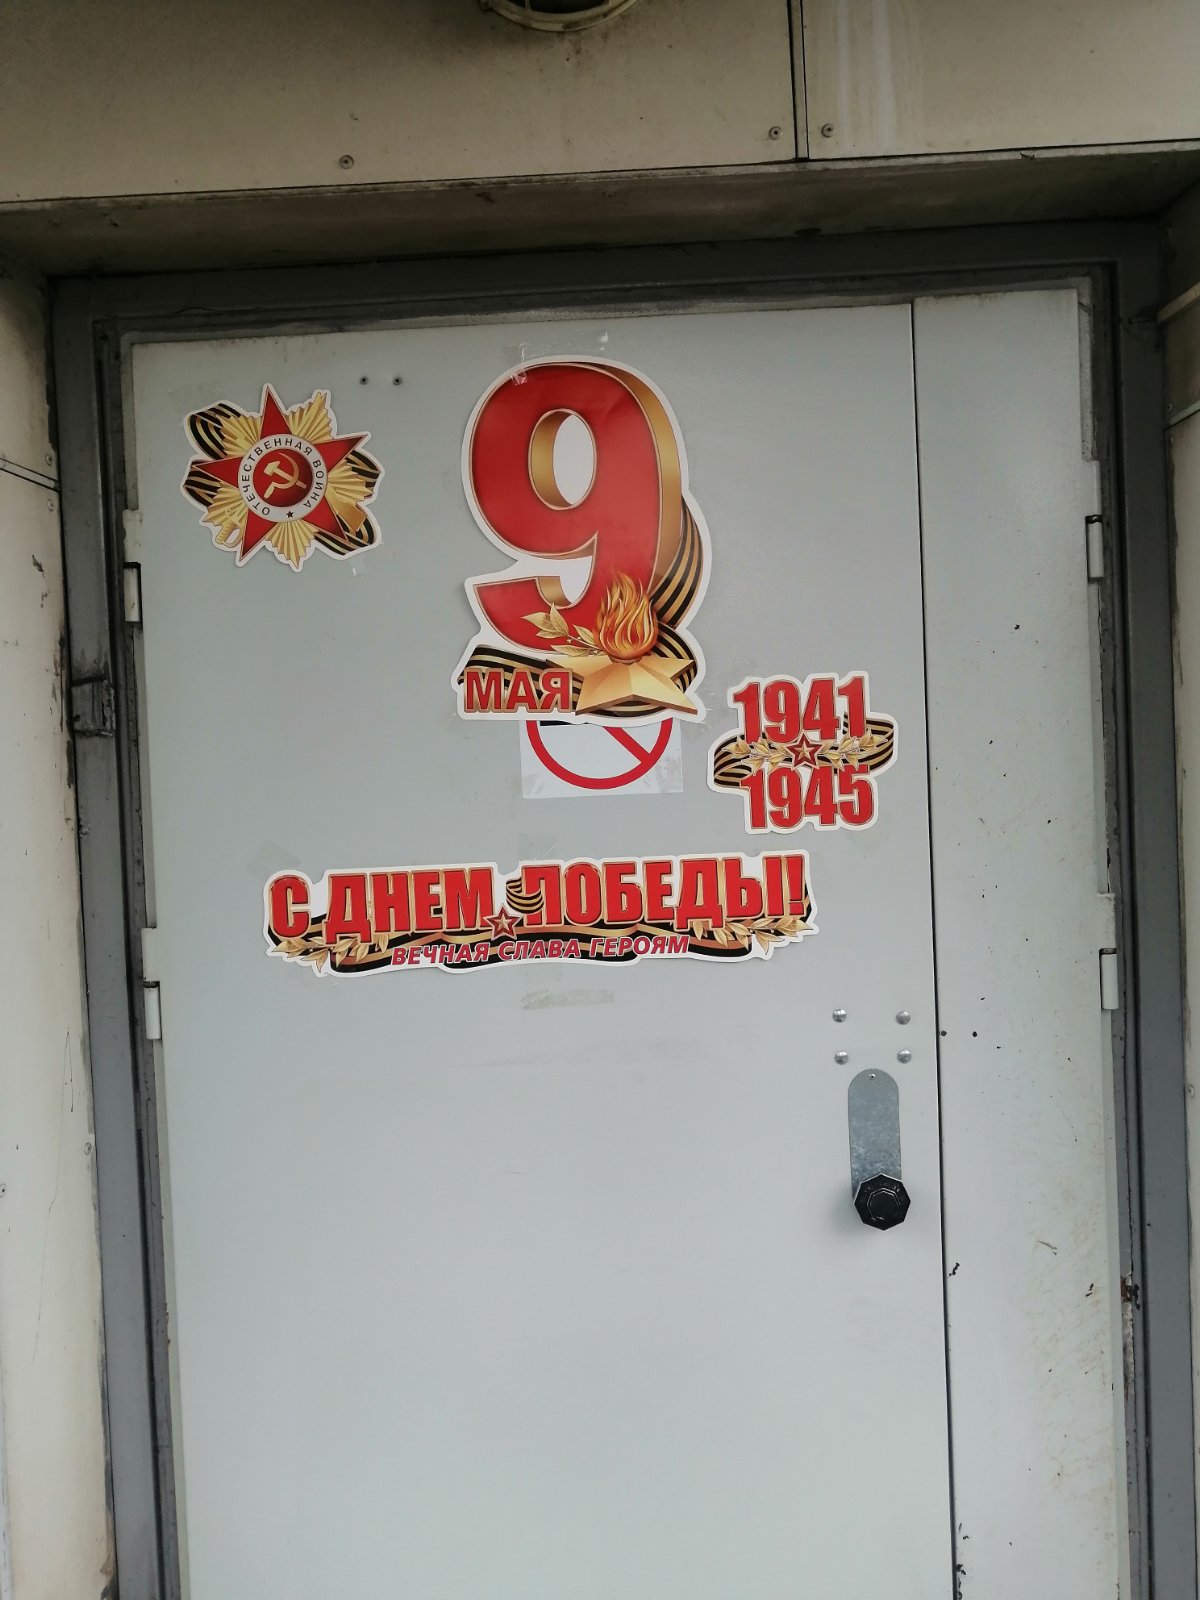 ОТЕЧЕСТВЕННАЯ ВОЙНА
9
МАЯ
1941
1945
С ДНЕМ ПОБЕДЫ!
ВЕЧНАЯ СЛАВА ГЕРОЯМ